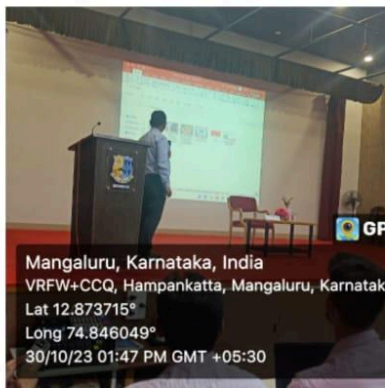 GP
Mangaluru, Karnataka, India
VRFW+CCQ, Hampankatta, Mangaluru, Karnatak
Lat 12.873715°
Long 74.846049°
30/10/23 01:47 PM GMT +05:30